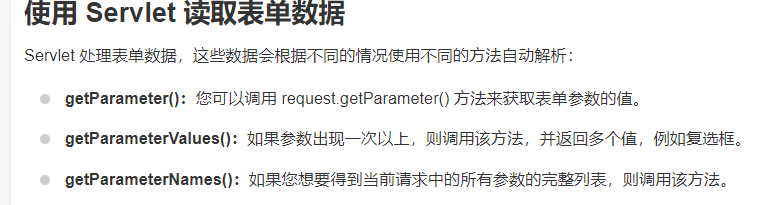 使用 Servlet 读取表单数据
Servlet 处理表单数据，这些数据会根据不同的情况使用不同的方法自动解析：
getParameter()：您可以调用 request.getParameter() 方法来获取表单参数的值。
getParameterValues()：如果参数出现一次以上，则调用该方法，并返回多个值，例如复选框。
getParameterNames()：如果您想要得到当前请求中的所有参数的完整列表，则调用该方法。